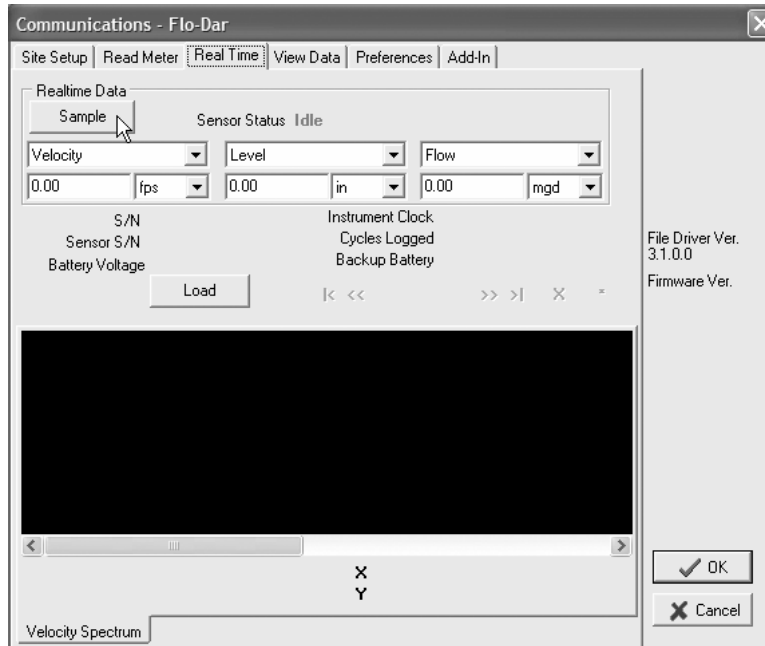 Communications - Flo-Dar
Site Setup Read Meter Real Time View Data Preferences Add-In
Realtime Data
Sample Sensor Status Idle
Velocity Level Flow
0.00 fps 0.00 in 0.00 mgd
S/N Instrument Clock
Sensor S/N Cycles Logged
Battery Voltage Backup Battery
File Driver Ver.
3.1.0.0
Firmware Ver.
Load |< << >> >| X *
X
Y
OK
Cancel
Velocity Spectrum